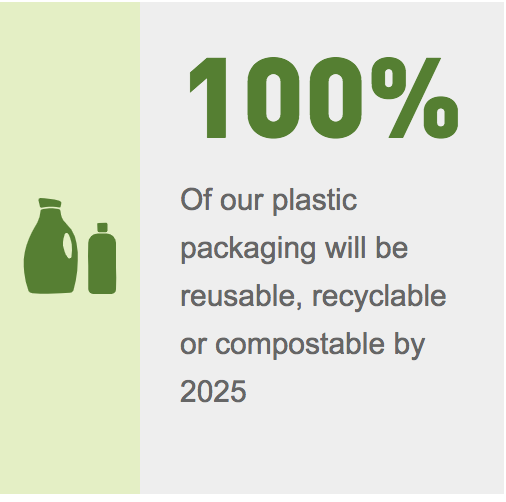 100%
Of our plastic
packaging will be
reusable, recyclable
or compostable by
2025